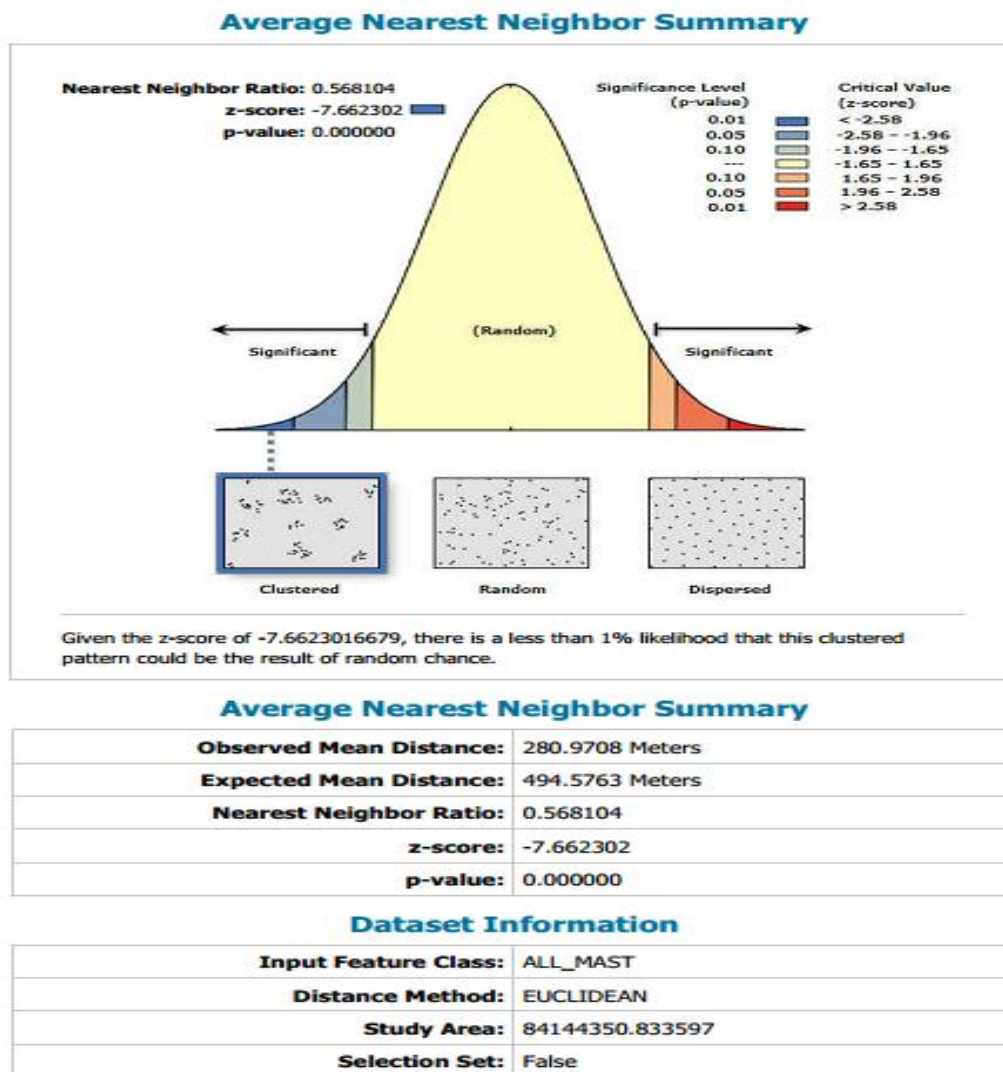 Average Nearest Neighbor Summary
Nearest Neighbor Ratio: 0.568104
z-score: -7.662302
p-value: 0.000000
Significance Level (p-value) Critical Value (z-score)
0.01 < -2.58
0.05 -2.58 - -1.96
0.10 -1.96 - -1.65
--- -1.65 - 1.65
0.10 1.65 - 1.96
0.05 1.96 - 2.58
0.01 > 2.58
(Random)
Significant Significant
Clustered Random Dispersed
Given the z-score of -7.6623016679, there is a less than 1% likelihood that this clustered
pattern could be the result of random chance.
Average Nearest Neighbor Summary
Observed Mean Distance: 280.9708 Meters
Expected Mean Distance: 494.5763 Meters
Nearest Neighbor Ratio: 0.568104
z-score: -7.662302
p-value: 0.000000
Dataset Information
Input Feature Class: ALL_MAST
Distance Method: EUCLIDEAN
Study Area: 84144350.833597
Selection Set: False